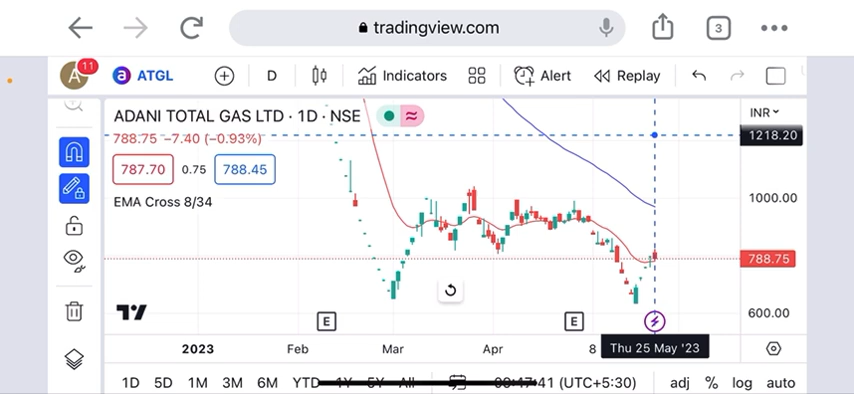 tradingview.com
3
A
11
a ATGL
D
Indicators
Alert
Replay
ADANI TOTAL GAS LTD · 1D · NSE
INR
788.75 −7.40 (−0.93%)
1218.20
787.70 0.75 788.45
EMA Cross 8/34
1000.00
788.75
600.00
E E
2023 Feb Mar Apr 8 Thu 25 May '23
1D 5D 1M 3M 6M YTD 1Y 5Y All (UTC+5:30) adj % log auto